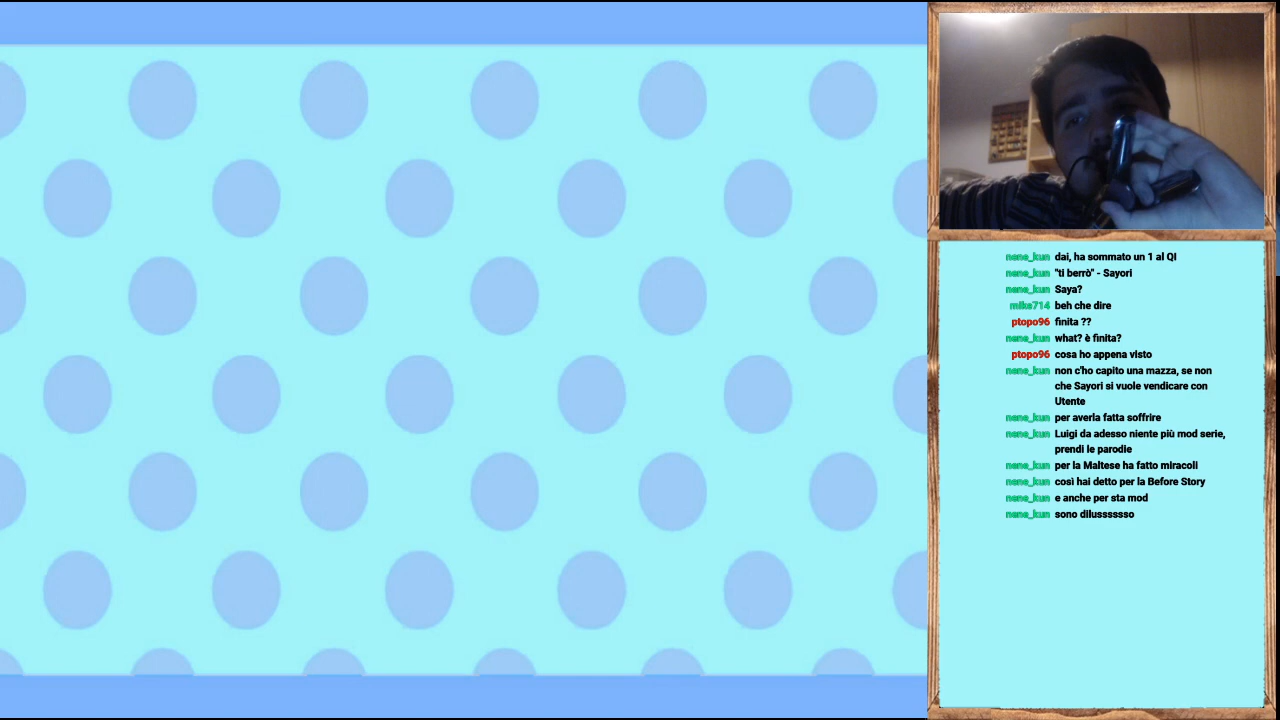 nene_kun dai, ha sommato un 1 al QI
nene_kun "ti berrò" - Sayori
nene_kun Saya?
mike714 beh che dire
ptopo96 finita ??
nene_kun what? è finita?
ptopo96 cosa ho appena visto
nene_kun non c'ho capito una mazza, se non
che Sayori si vuole vendicare con
Utente
nene_kun per averla fatta soffrire
nene_kun Luigi da adesso niente più mod serie,
prendi le parodie
nene_kun per la Maltese ha fatto miracoli
nene_kun così hai detto per la Before Story
nene_kun e anche per sta mod
nene_kun sono dilusssssso